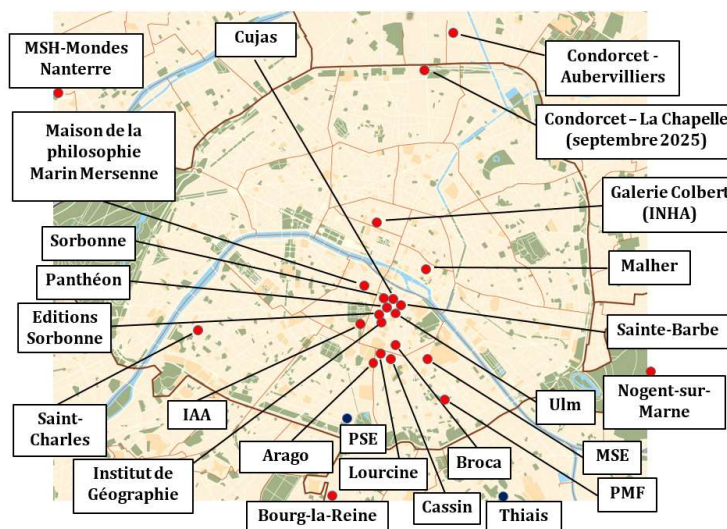 MSH-Mondes
Nanterre
Cujas
Condorcet -
Aubervilliers
Maison de la
philosophie
Marin Mersenne
Condorcet – La Chapelle
(septembre 2025)
Galerie Colbert
(INHA)
Sorbonne
Malher
Panthéon
Editions
Sorbonne
Sainte-Barbe
Saint-
Charles
IAA
Ulm
Nogent-sur-
Marne
Institut de
Géographie
Arago
PSE
Lourcine
Broca
MSE
PMF
Bourg-la-Reine
Cassin
Thiais